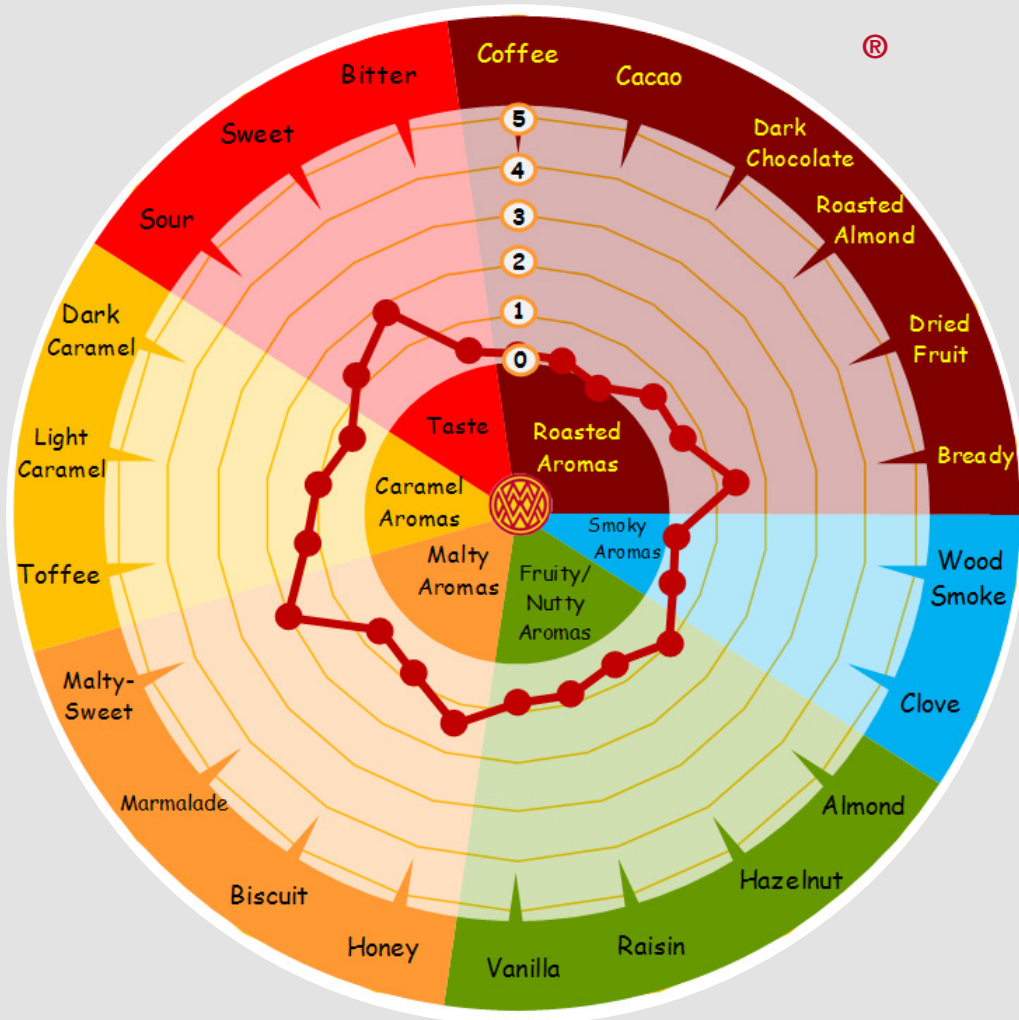 ®
Coffee
Cacao
Dark
Chocolate
Roasted
Almond
Dried
Fruit
Bready
Wood
Smoke
Clove
Almond
Hazelnut
Raisin
Vanilla
Honey
Biscuit
Marmalade
Malty-
Sweet
Toffee
Light
Caramel
Dark
Caramel
Sour
Sweet
Bitter
5
4
3
2
1
0
Taste
Roasted
Aromas
Smoky
Aromas
Fruity/
Nutty
Aromas
Malty
Aromas
Caramel
Aromas